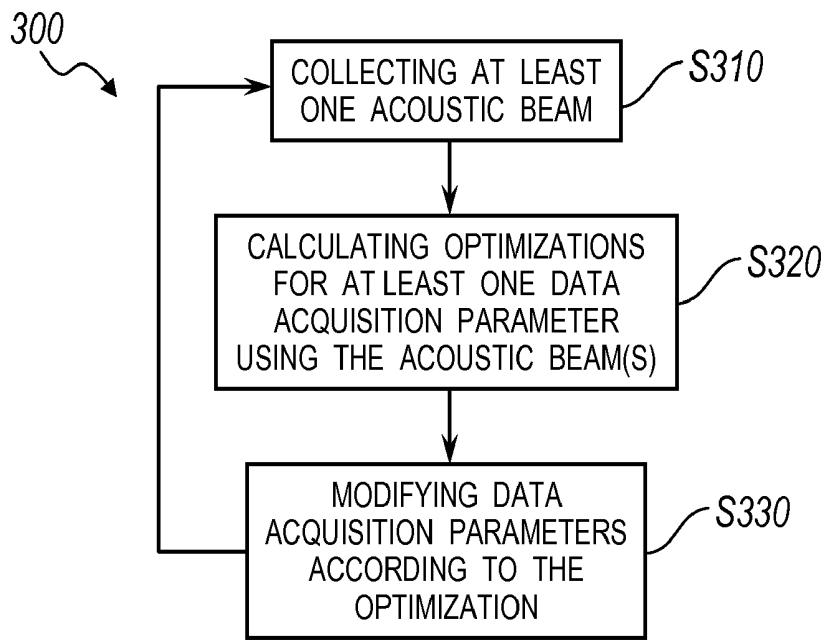 300
COLLECTING AT LEAST
ONE ACOUSTIC BEAM
S310
CALCULATING OPTIMIZATIONS
FOR AT LEAST ONE DATA
ACQUISITION PARAMETER
USING THE ACOUSTIC BEAM(S)
S320
MODIFYING DATA
ACQUISITION PARAMETERS
ACCORDING TO THE
OPTIMIZATION
S330